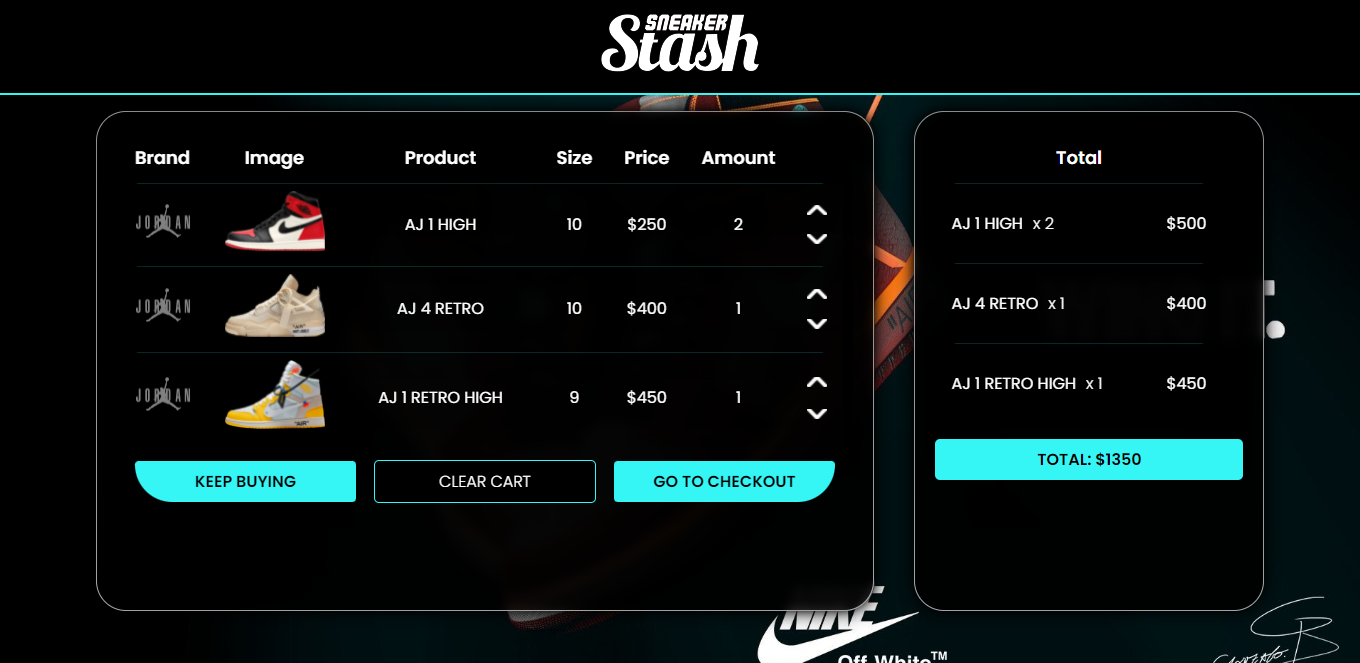 SNEAKER
Stash
Brand Image Product Size Price Amount
JORDAN AJ 1 HIGH 10 $250 2
JORDAN AJ 4 RETRO 10 $400 1
"AIR"
JORDAN AJ 1 RETRO HIGH 9 $450 1
"AIR"
KEEP BUYING CLEAR CART GO TO CHECKOUT
Total
AJ 1 HIGH x 2 $500
AJ 4 RETRO x 1 $400
AJ 1 RETRO HIGH x 1 $450
TOTAL: $1350
NIKE
Off-White™